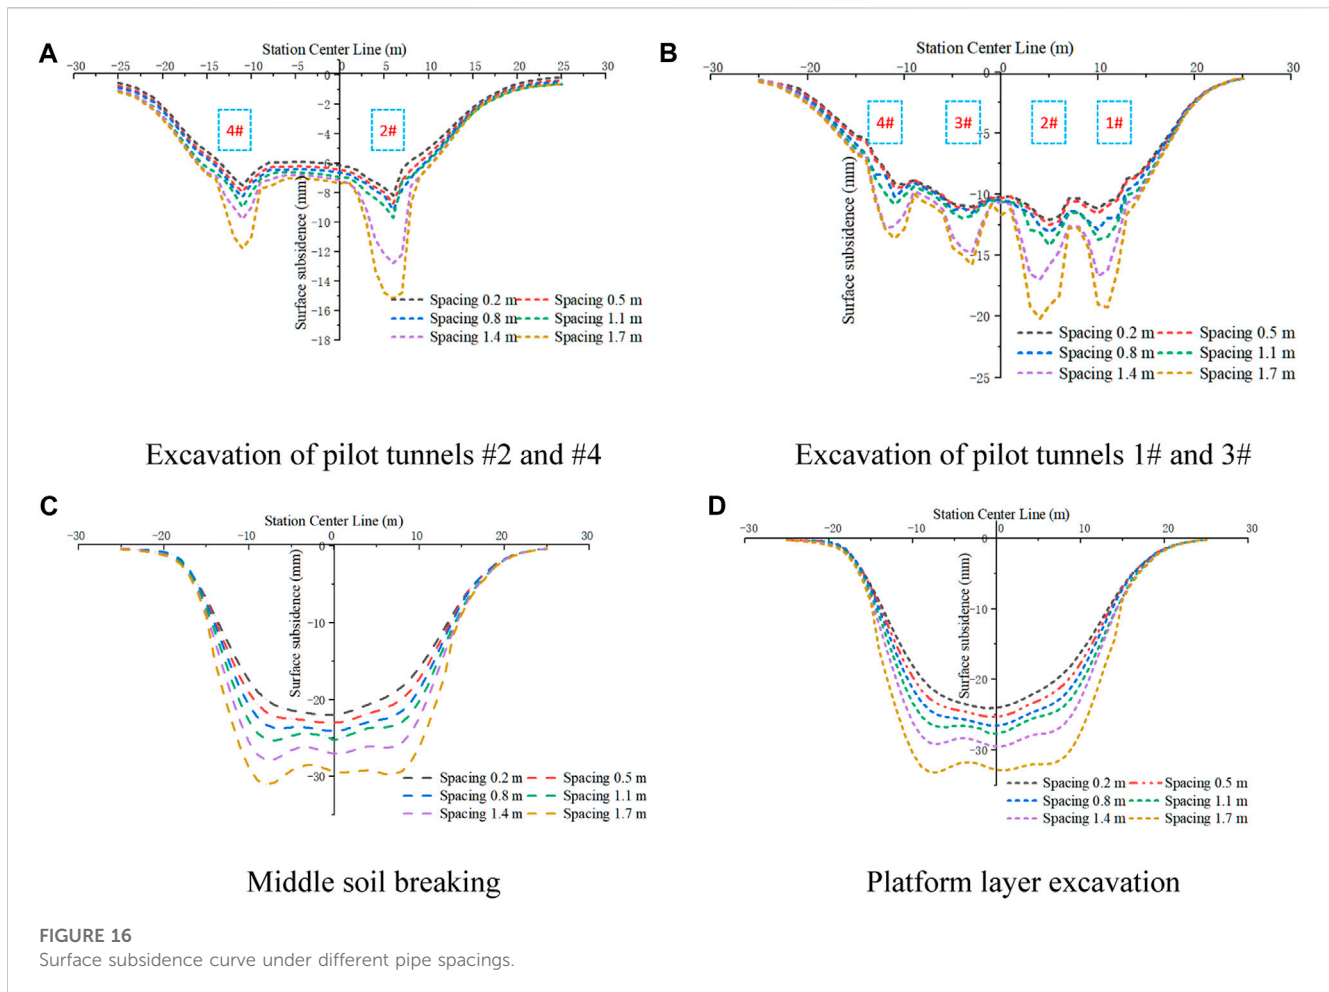 A
Station Center Line (m)
-30 -25 -20 -15 -10 -5 0 5 10 15 20 25 30
0
-2
-4
-6
-8
-10
-12
-14
-16
-18
Surface subsidence (mm)
4#
2#
Spacing 0.2 m Spacing 0.5 m
Spacing 0.8 m Spacing 1.1 m
Spacing 1.4 m Spacing 1.7 m
Excavation of pilot tunnels #2 and #4
B
Station Center Line (m)
-30 -20 -10 0 10 20 30
-5
-10
-15
-20
-25
Surface subsidence (mm)
4# 3# 2# 1#
Spacing 0.2 m Spacing 0.5 m
Spacing 0.8 m Spacing 1.1 m
Spacing 1.4 m Spacing 1.7 m
Excavation of pilot tunnels 1# and 3#
C
Station Center Line (m)
-30 -20 -10 0 10 20 30
-10
-20
-30
Surface subsidence (mm)
Spacing 0.2 m Spacing 0.5 m
Spacing 0.8 m Spacing 1.1 m
Spacing 1.4 m Spacing 1.7 m
Middle soil breaking
D
Station Center Line (m)
-30 -20 -10 0 10 20 30
-10
-20
-30
Surface subsidence (mm)
Spacing 0.2 m Spacing 0.5 m
Spacing 0.8 m Spacing 1.1 m
Spacing 1.4 m Spacing 1.7 m
Platform layer excavation
FIGURE 16
Surface subsidence curve under different pipe spacings.